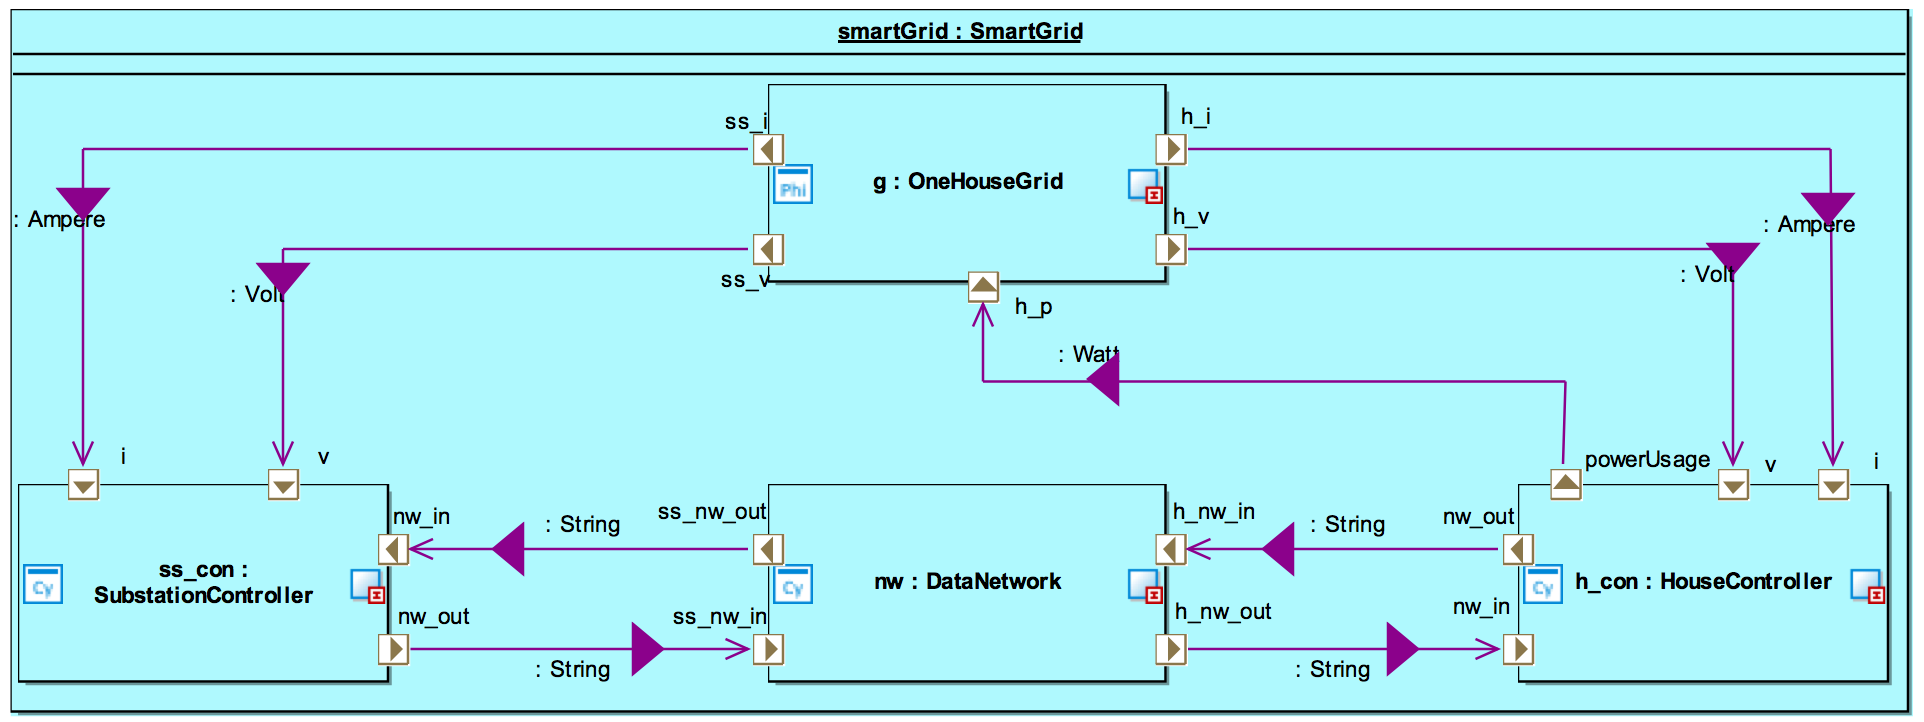 smartGrid : SmartGrid
ss_i
h_i
Phi
g : OneHouseGrid
: Ampere
h_v
: Ampere
ss_v
: Volt
: Volt
h_p
: Watt
i
v
powerUsage
v
i
nw_in
: String
ss_nw_out
h_nw_in
: String
nw_out
Cy
ss_con :
SubstationController
Cy
nw : DataNetwork
Cy
h_con : HouseController
nw_out
ss_nw_in
h_nw_out
nw_in
: String
: String